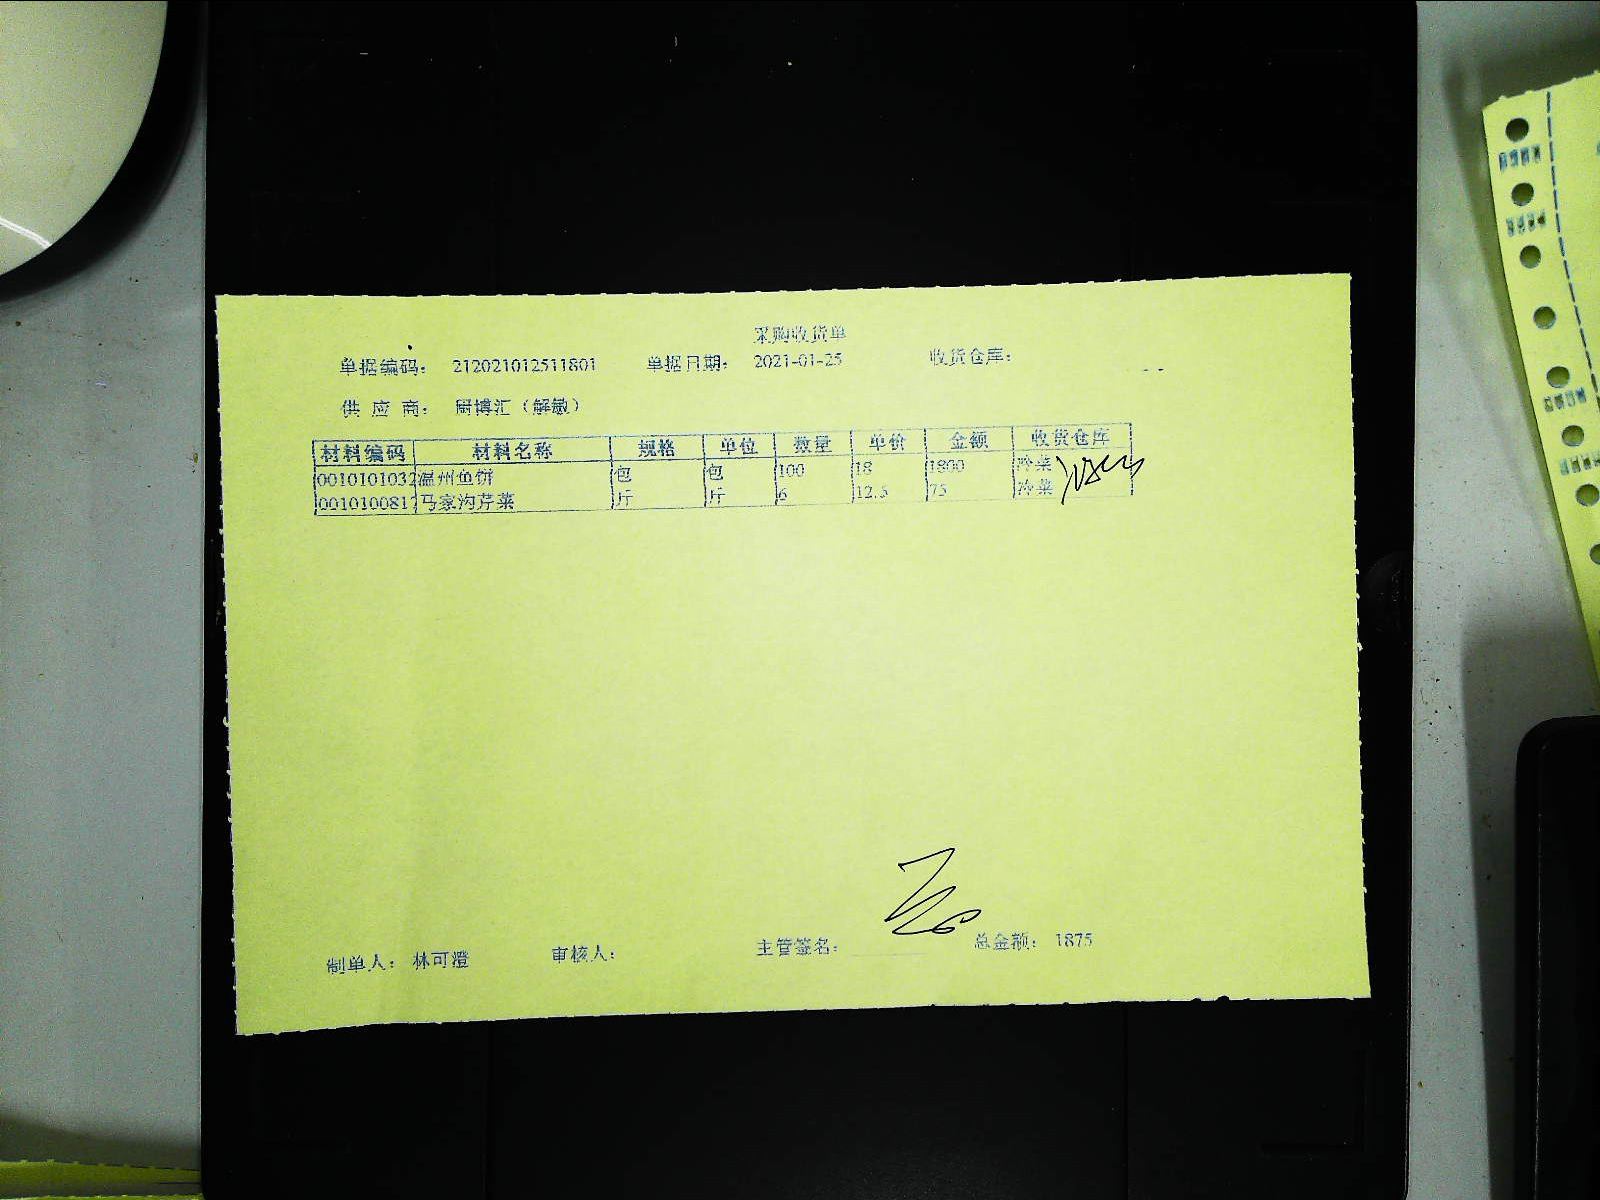 采购收货单
单据编码： 212021012511801 单据日期： 2021-01-25 收货仓库：
供 应 商： 厨博汇（解敏）
材料编码 材料名称 规格 单位 数量 单价 金额 收货仓库
0010101032 温州鱼饼 包 包 100 18 1800 冷菜
001010081 马家沟芹菜 斤 斤 6 12.5 75 冷菜
制单人： 林可澄 审核人： 主管签名： 总金额： 1875